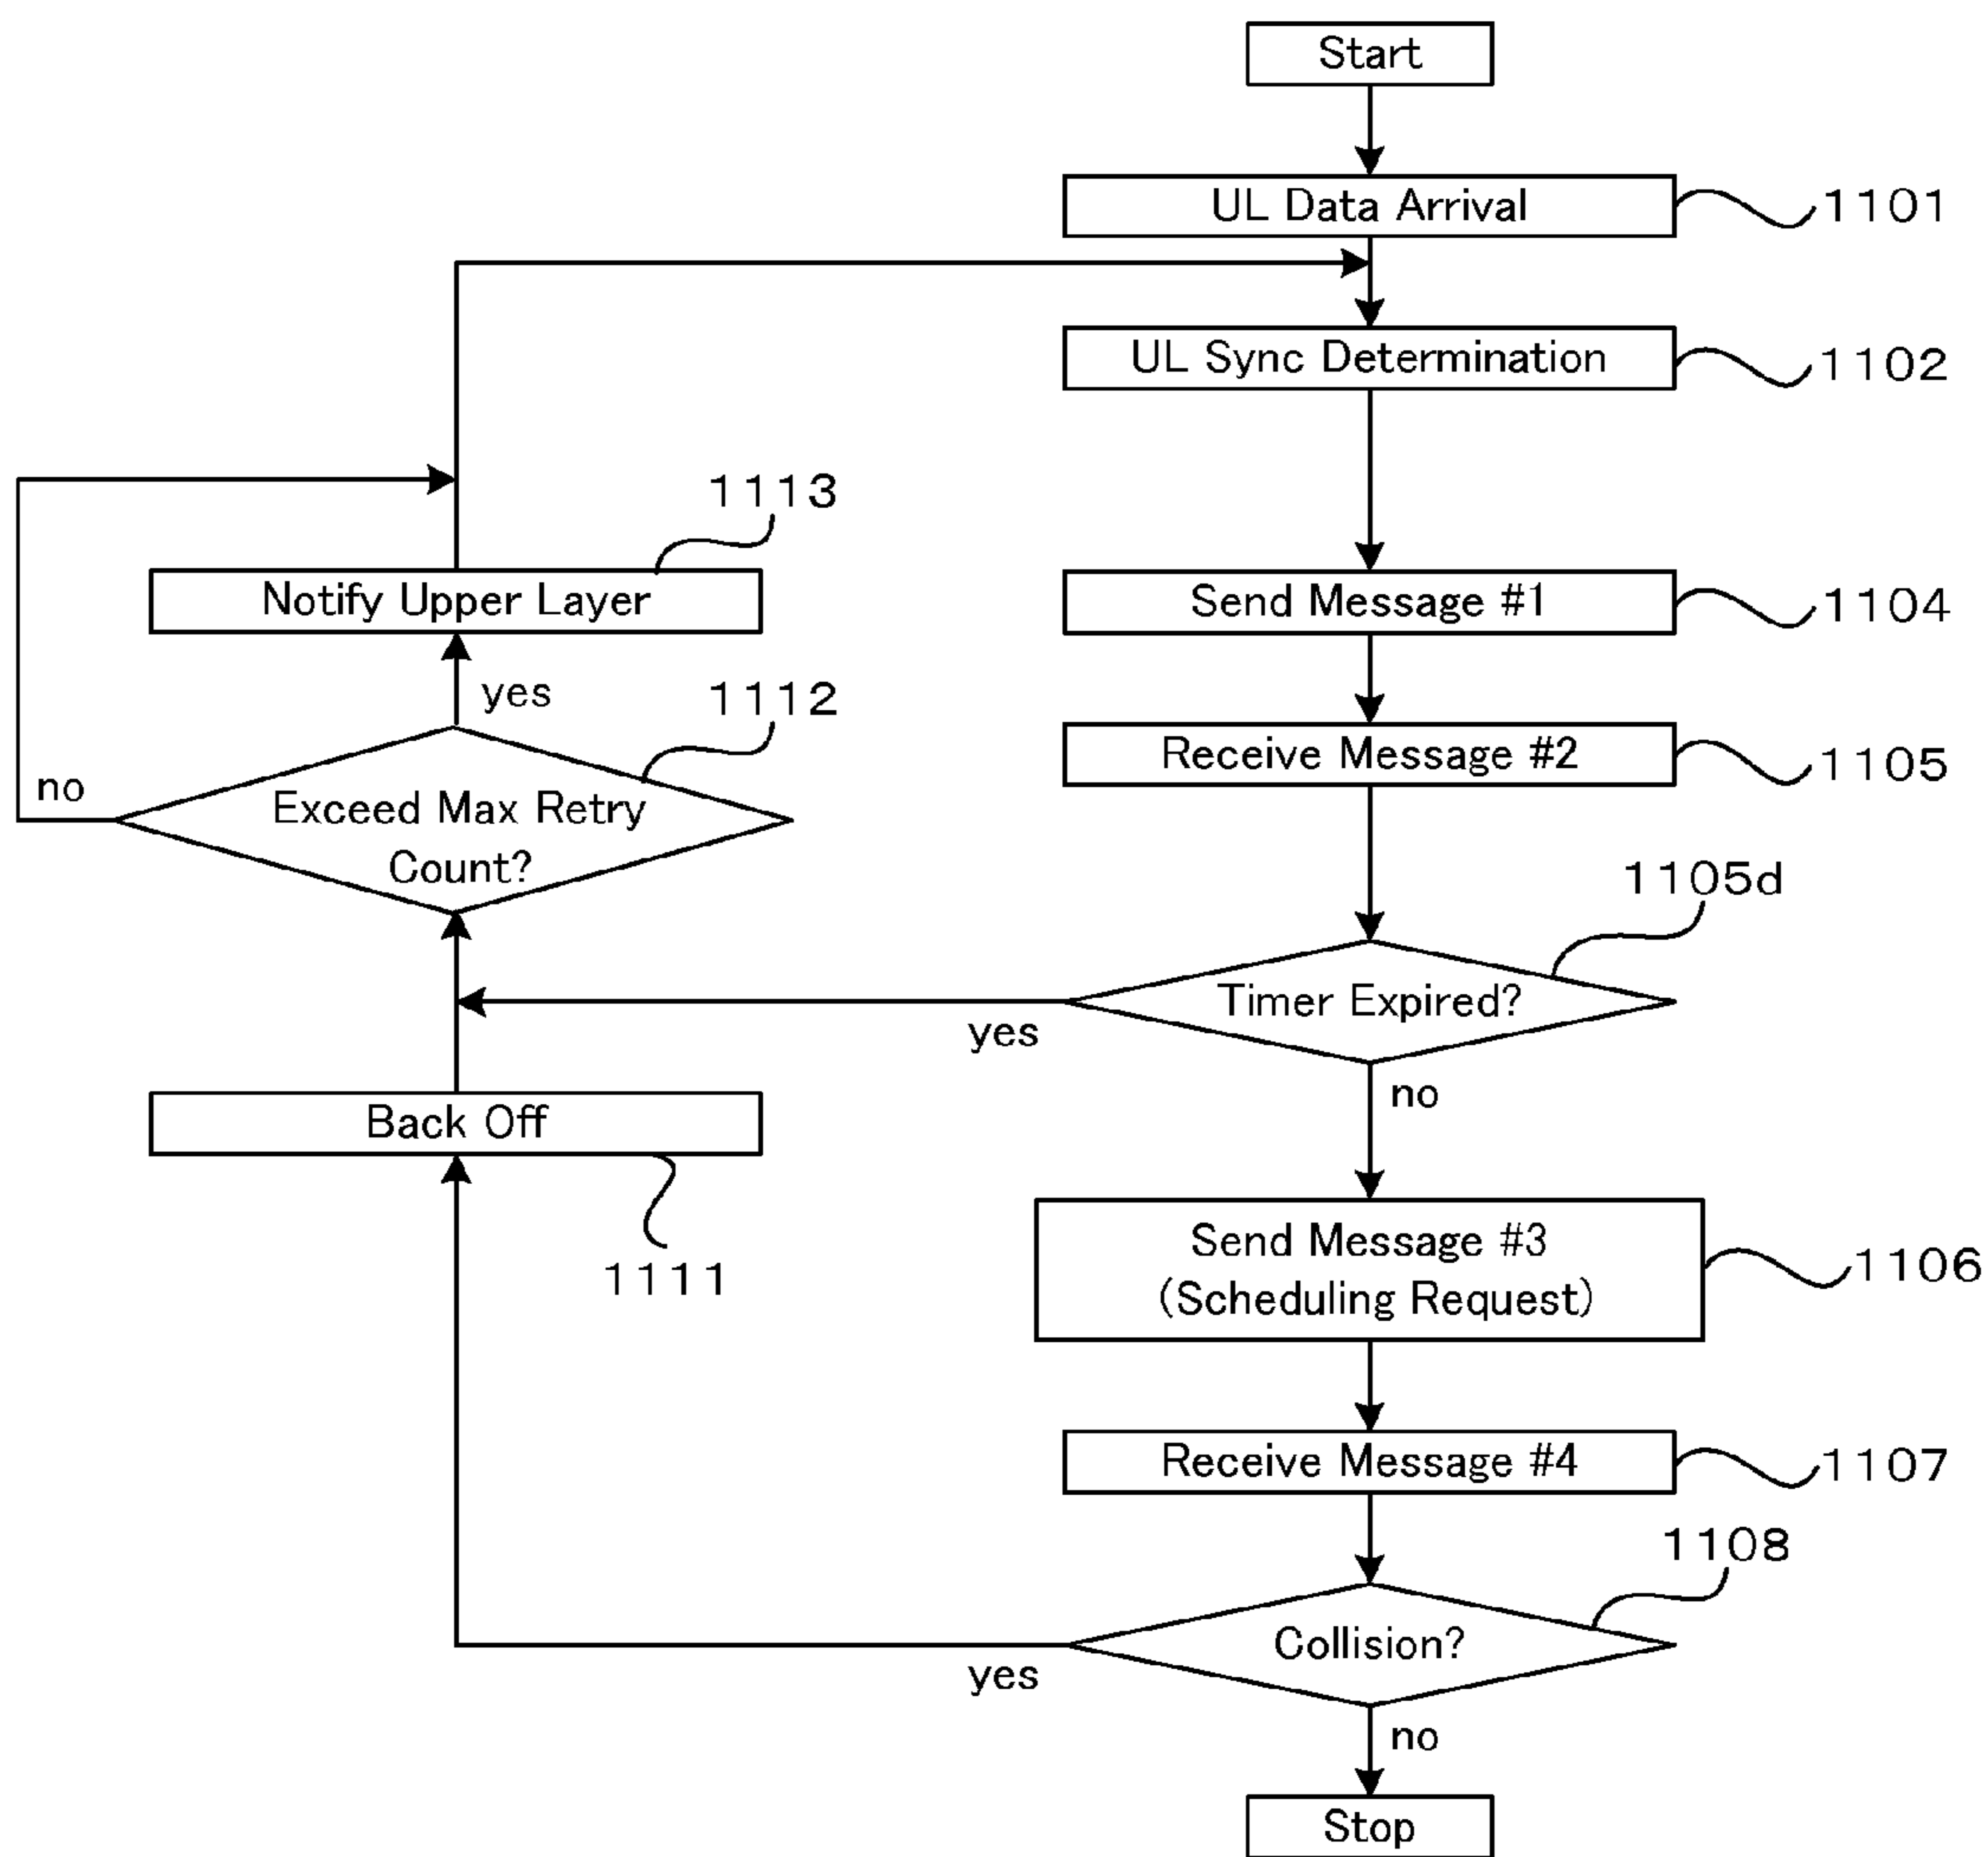 Start
UL Data Arrival
1101
UL Sync Determination
1102
1113
Notify Upper Layer
Send Message #1
1104
yes
1112
Receive Message #2
1105
no
Exceed Max Retry
Count?
1105d
Timer Expired?
yes
no
Back Off
1111
Send Message #3
(Scheduling Request)
1106
Receive Message #4
1107
1108
Collision?
yes
no
Stop